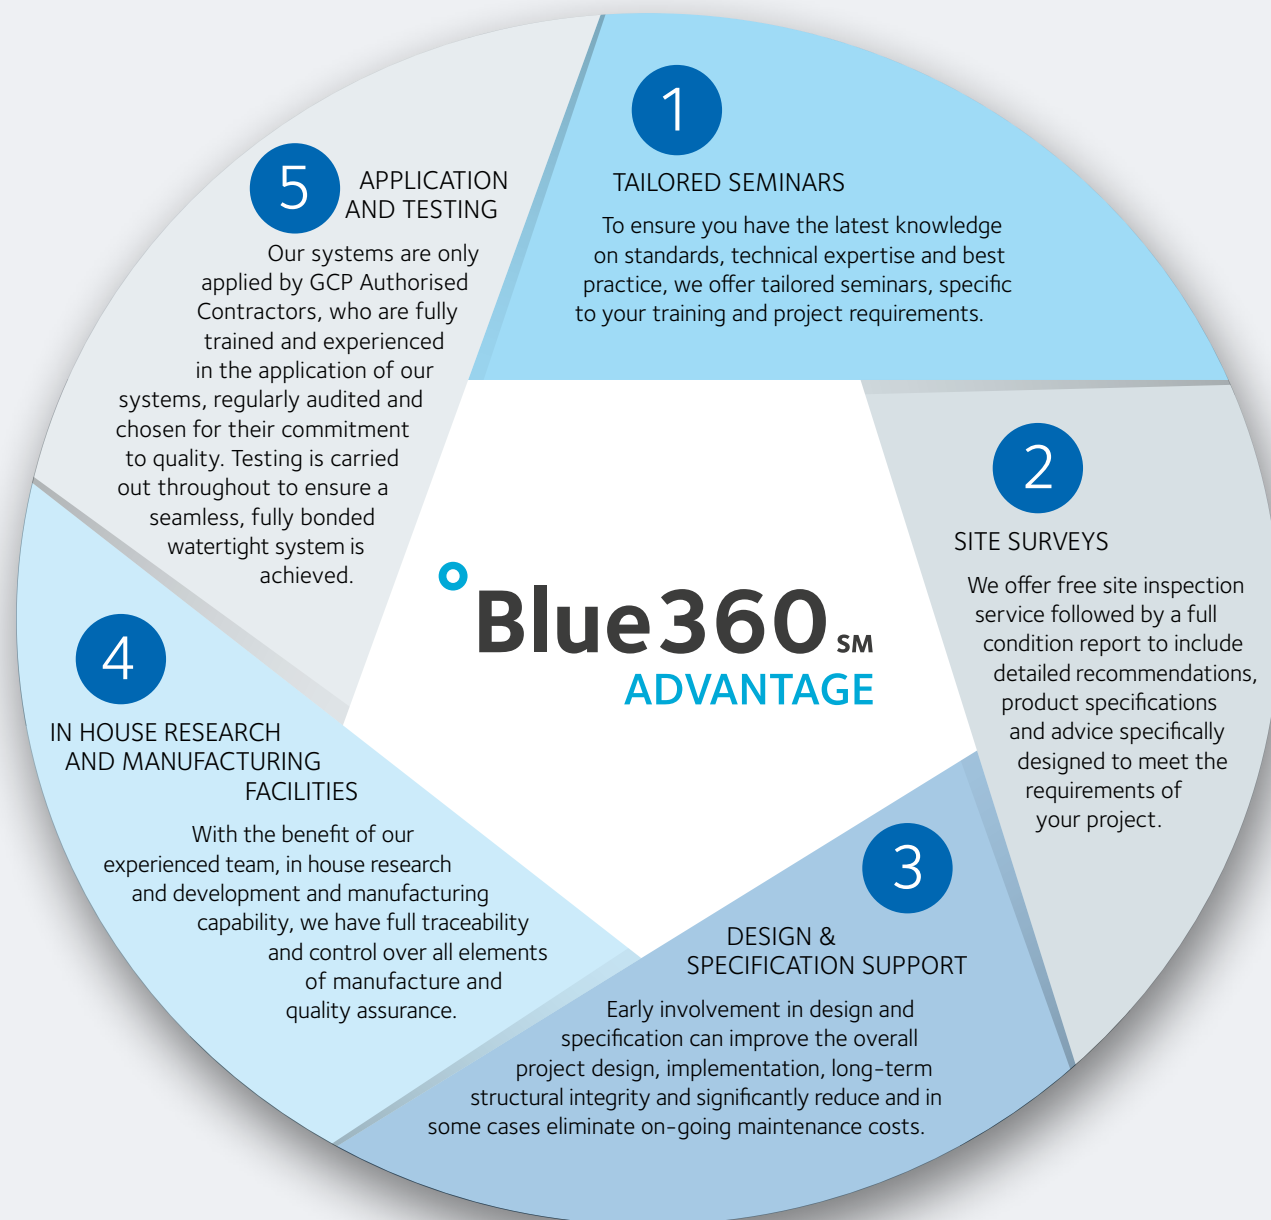 1
TAILORED SEMINARS
To ensure you have the latest knowledge
on standards, technical expertise and best
practice, we offer tailored seminars, specific
to your training and project requirements.
2
SITE SURVEYS
We offer free site inspection
service followed by a full
condition report to include
detailed recommendations,
product specifications
and advice specifically
designed to meet the
requirements of
your project.
3
DESIGN &
SPECIFICATION SUPPORT
Early involvement in design and
specification can improve the overall
project design, implementation, long-term
structural integrity and significantly reduce and in
some cases eliminate on-going maintenance costs.
4
IN HOUSE RESEARCH
AND MANUFACTURING
FACILITIES
With the benefit of our
experienced team, in house research
and development and manufacturing
capability, we have full traceability
and control over all elements
of manufacture and
quality assurance.
5
APPLICATION
AND TESTING
Our systems are only
applied by GCP Authorised
Contractors, who are fully
trained and experienced
in the application of our
systems, regularly audited and
chosen for their commitment
to quality. Testing is carried
out throughout to ensure a
seamless, fully bonded
watertight system is
achieved.
°Blue360 SM
ADVANTAGE